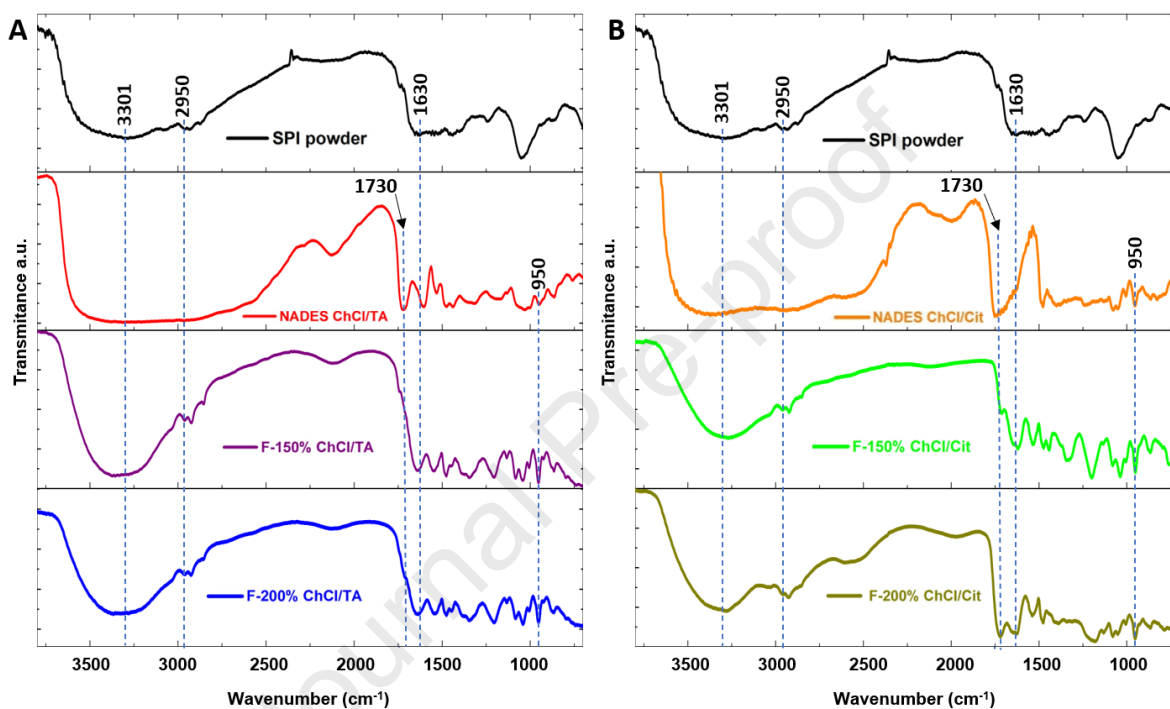 A
3301
2950
1630
SPI powder
1730
950
NADES ChCl/TA
F-150% ChCl/TA
F-200% ChCl/TA
Transmitance a.u.
3500 3000 2500 2000 1500 1000
Wavenumber (cm-1)
B
3301
2950
1630
SPI powder
1730
950
NADES ChCl/Cit
F-150% ChCl/Cit
F-200% ChCl/Cit
Transmitance a.u.
3500 3000 2500 2000 1500 1000
Wavenumber (cm-1)
Journal Pre-proof